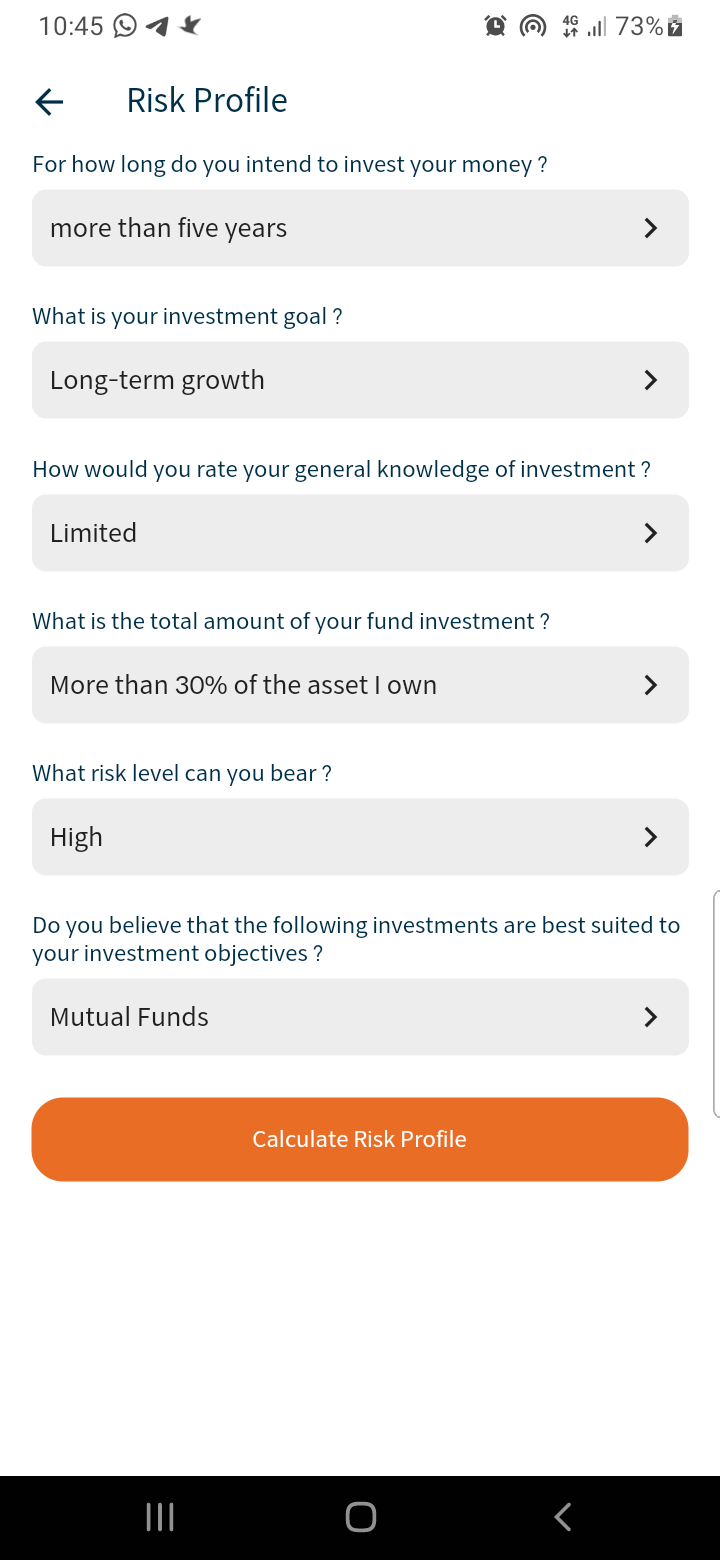 10:45 4G 73%
Risk Profile
For how long do you intend to invest your money ?
more than five years
What is your investment goal ?
Long-term growth
How would you rate your general knowledge of investment ?
Limited
What is the total amount of your fund investment ?
More than 30% of the asset I own
What risk level can you bear ?
High
Do you believe that the following investments are best suited to
your investment objectives ?
Mutual Funds
Calculate Risk Profile